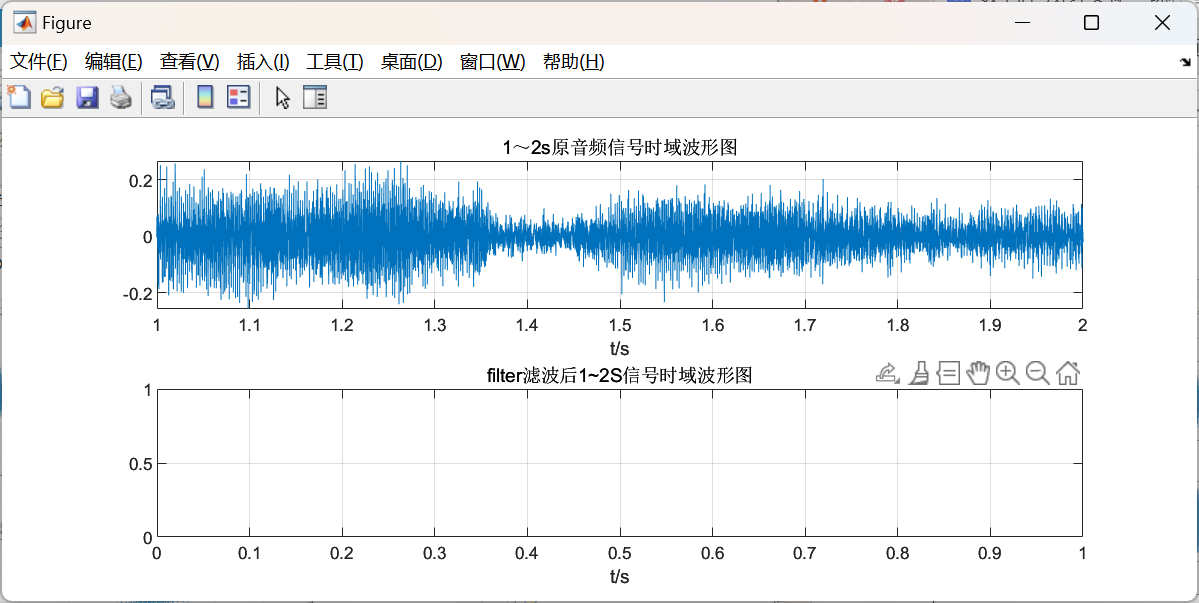 Figure
文件(F) 编辑(E) 查看(V) 插入(I) 工具(T) 桌面(D) 窗口(W) 帮助(H)
1～2s原音频信号时域波形图
0.2
0
-0.2
1 1.1 1.2 1.3 1.4 1.5 1.6 1.7 1.8 1.9 2
t/s
filter滤波后1~2S信号时域波形图
1
0.5
0
0 0.1 0.2 0.3 0.4 0.5 0.6 0.7 0.8 0.9 1
t/s